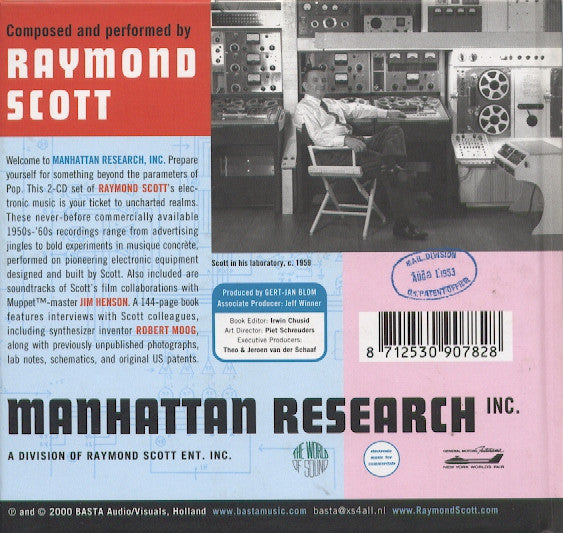 Composed and performed by
RAYMOND
SCOTT
Welcome to MANHATTAN RESEARCH, INC. Prepare
yourself for something beyond the parameters of
Pop. This 2-CD set of RAYMOND SCOTT's elec-
tronic music is your ticket to uncharted realms.
These never-before commercially available
1950s-'60s recordings range from advertising
jingles to bold experiments in musique concrète,
performed on pioneering electronic equipment
designed and built by Scott. Also included are
soundtracks of Scott's film collaborations with
Muppet™-master JIM HENSON. A 144-page book
features interviews with Scott colleagues,
including synthesizer inventor ROBERT MOOG,
along with previously unpublished photographs,
lab notes, schematics, and original US patents.
Scott in his laboratory, c. 1959
Produced by GERT-JAN BLOM
Associate Producer: Jeff Winner
Book Editor: Irwin Chusid
Art Director: Piet Schreuders
Executive Producers:
Theo & Jeroen van der Schaaf
MAIL DIVISION
1953
U.S. PATENT OFFICE
8 712530 907828
MANHATTAN RESEARCH INC.
A DIVISION OF RAYMOND SCOTT ENT. INC.
THE WORLD
OF SOUND
electronic
music for
commercials
GENERAL MOTORS Futurama
NEW YORK WORLD'S FAIR
℗ and © 2000 BASTA Audio/Visuals, Holland www.bastamusic.com basta@xs4all.nl www.RaymondScott.com